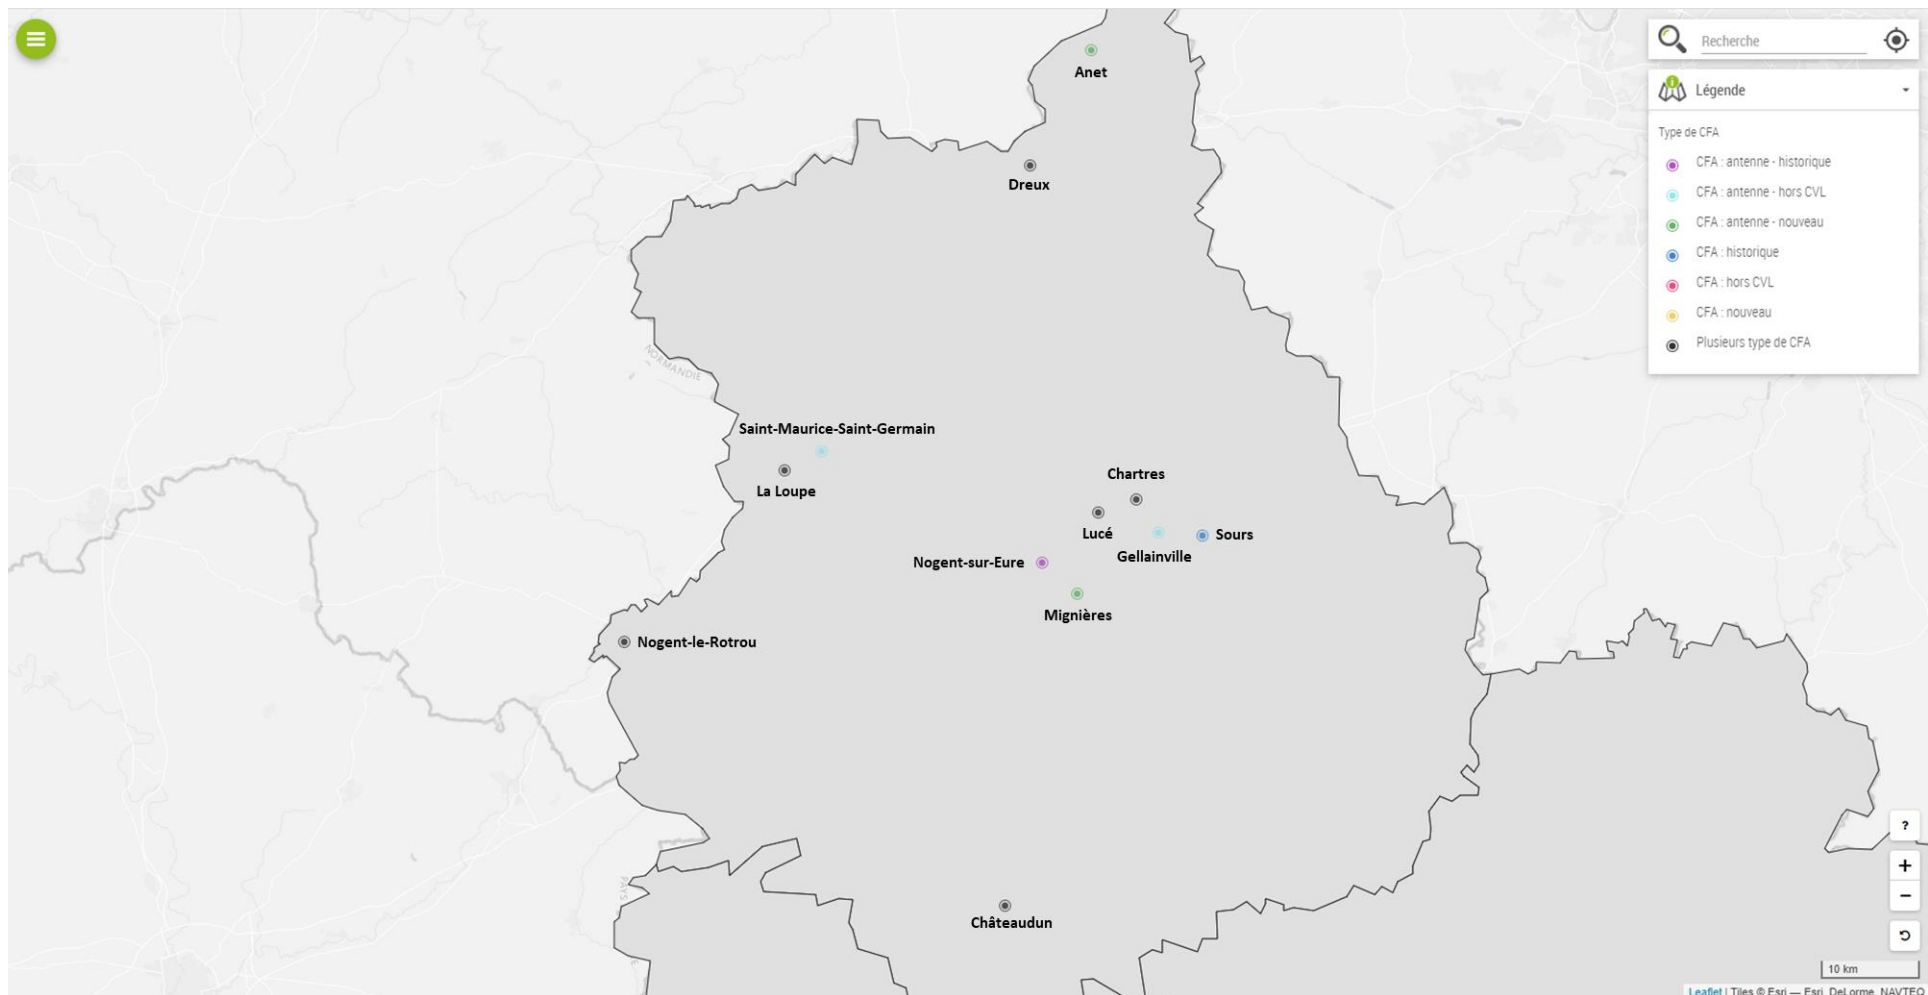 Recherche
Légende
Type de CFA
CFA : antenne - historique
CFA : antenne - hors CVL
CFA : antenne - nouveau
CFA : historique
CFA : hors CVL
CFA : nouveau
Plusieurs type de CFA
Anet
Dreux
NORMANDIE
Saint-Maurice-Saint-Germain
La Loupe
Chartres
Lucé
Sours
Gellainville
Nogent-sur-Eure
Mignières
Nogent-le-Rotrou
PAYS
Châteaudun
?
+
−
10 km
Leaflet | Tiles © Esri — Esri, DeLorme, NAVTEQ